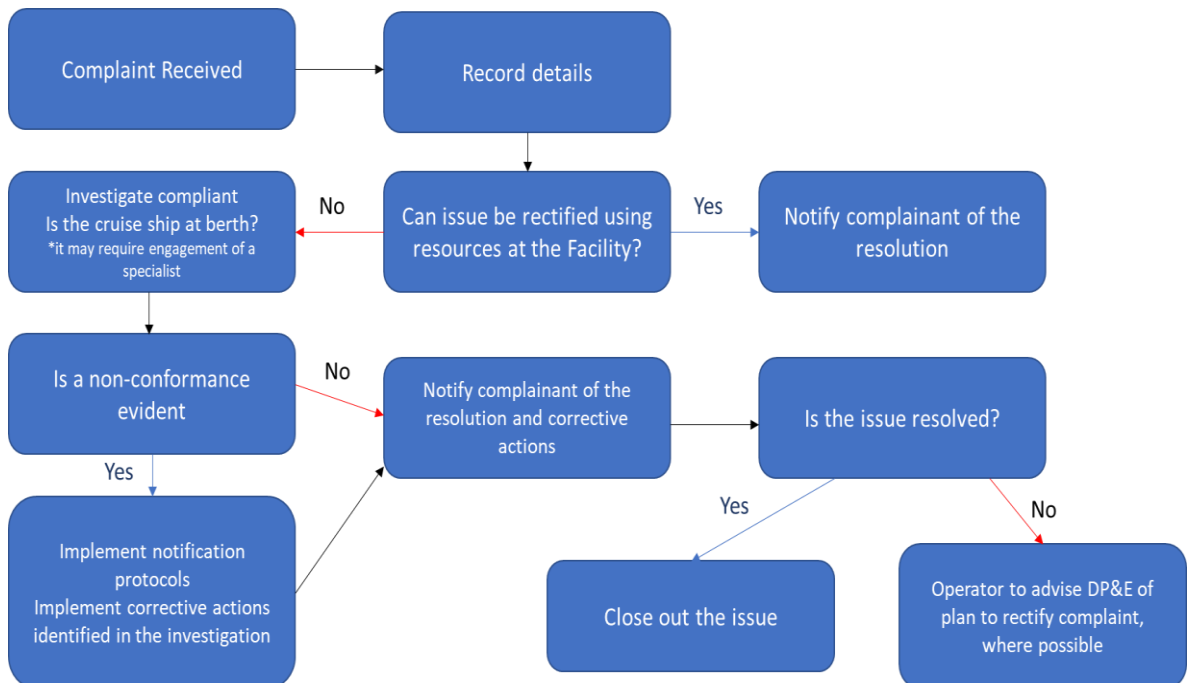 Complaint Received
Record details
Investigate compliant
Is the cruise ship at berth?
*it may require engagement of a
specialist
No
Can issue be rectified using
resources at the Facility?
Yes
Notify complainant of the
resolution
Is a non-conformance
evident
No
Notify complainant of the
resolution and corrective
actions
Is the issue resolved?
Yes
Implement notification
protocols
Implement corrective actions
identified in the investigation
Yes
Close out the issue
No
Operator to advise DP&E of
plan to rectify complaint,
where possible